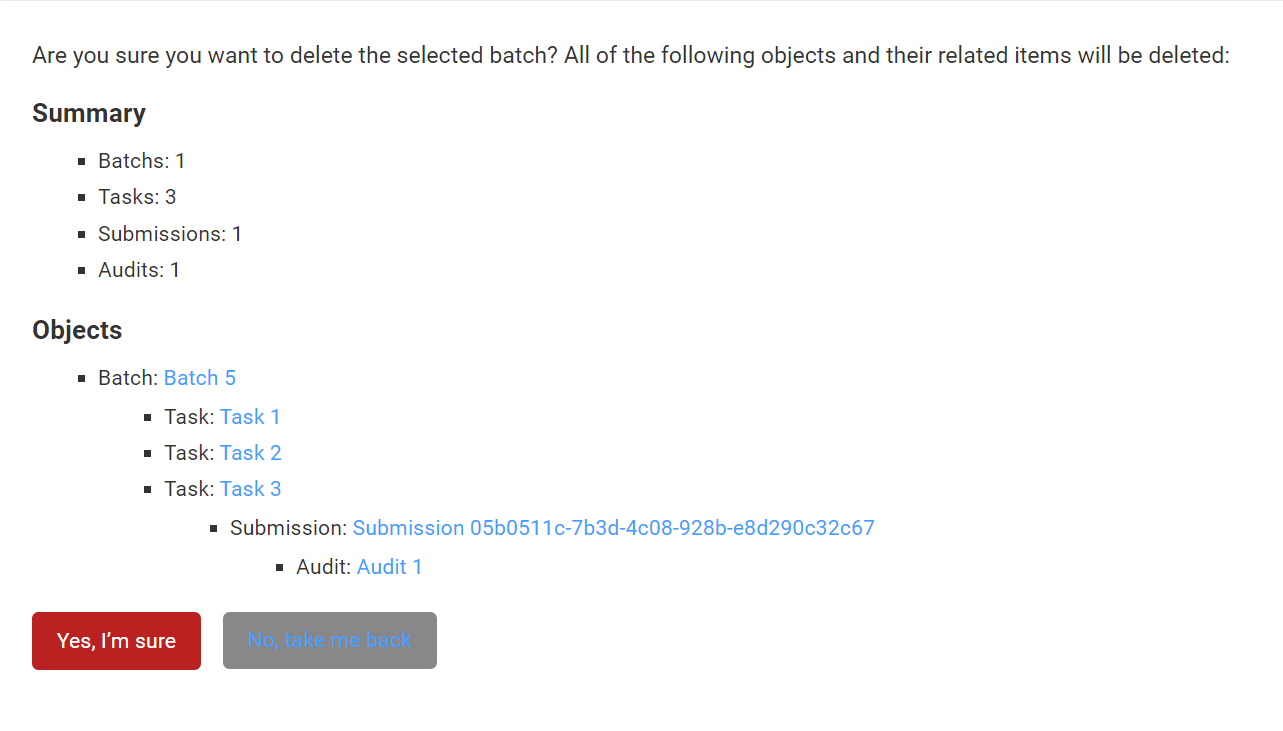 Are you sure you want to delete the selected batch? All of the following objects and their related items will be deleted:
Summary
Batchs: 1
Tasks: 3
Submissions: 1
Audits: 1
Objects
Batch: Batch 5
Task: Task 1
Task: Task 2
Task: Task 3
Submission: Submission 05b0511c-7b3d-4c08-928b-e8d290c32c67
Audit: Audit 1
Yes, I’m sure
No, take me back